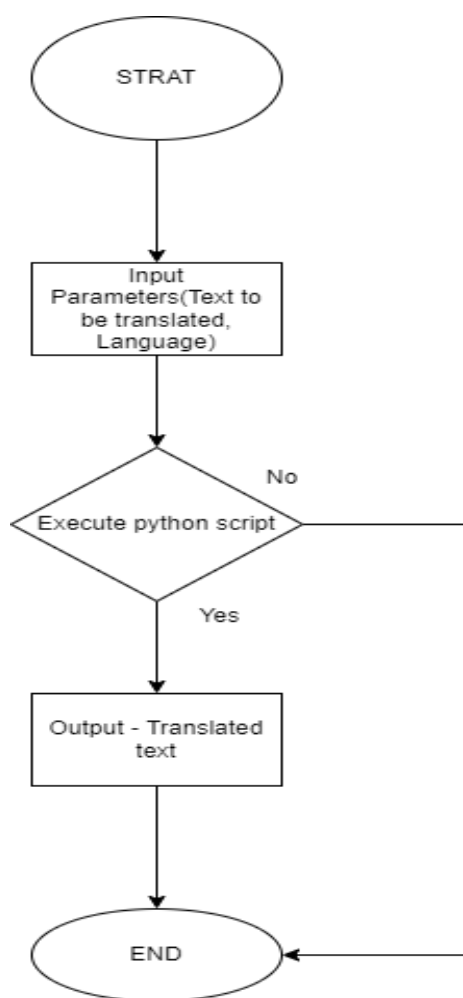 STRAT
Input
Parameters(Text to
be translated,
Language)
No
Execute python script
Yes
Output - Translated
text
END